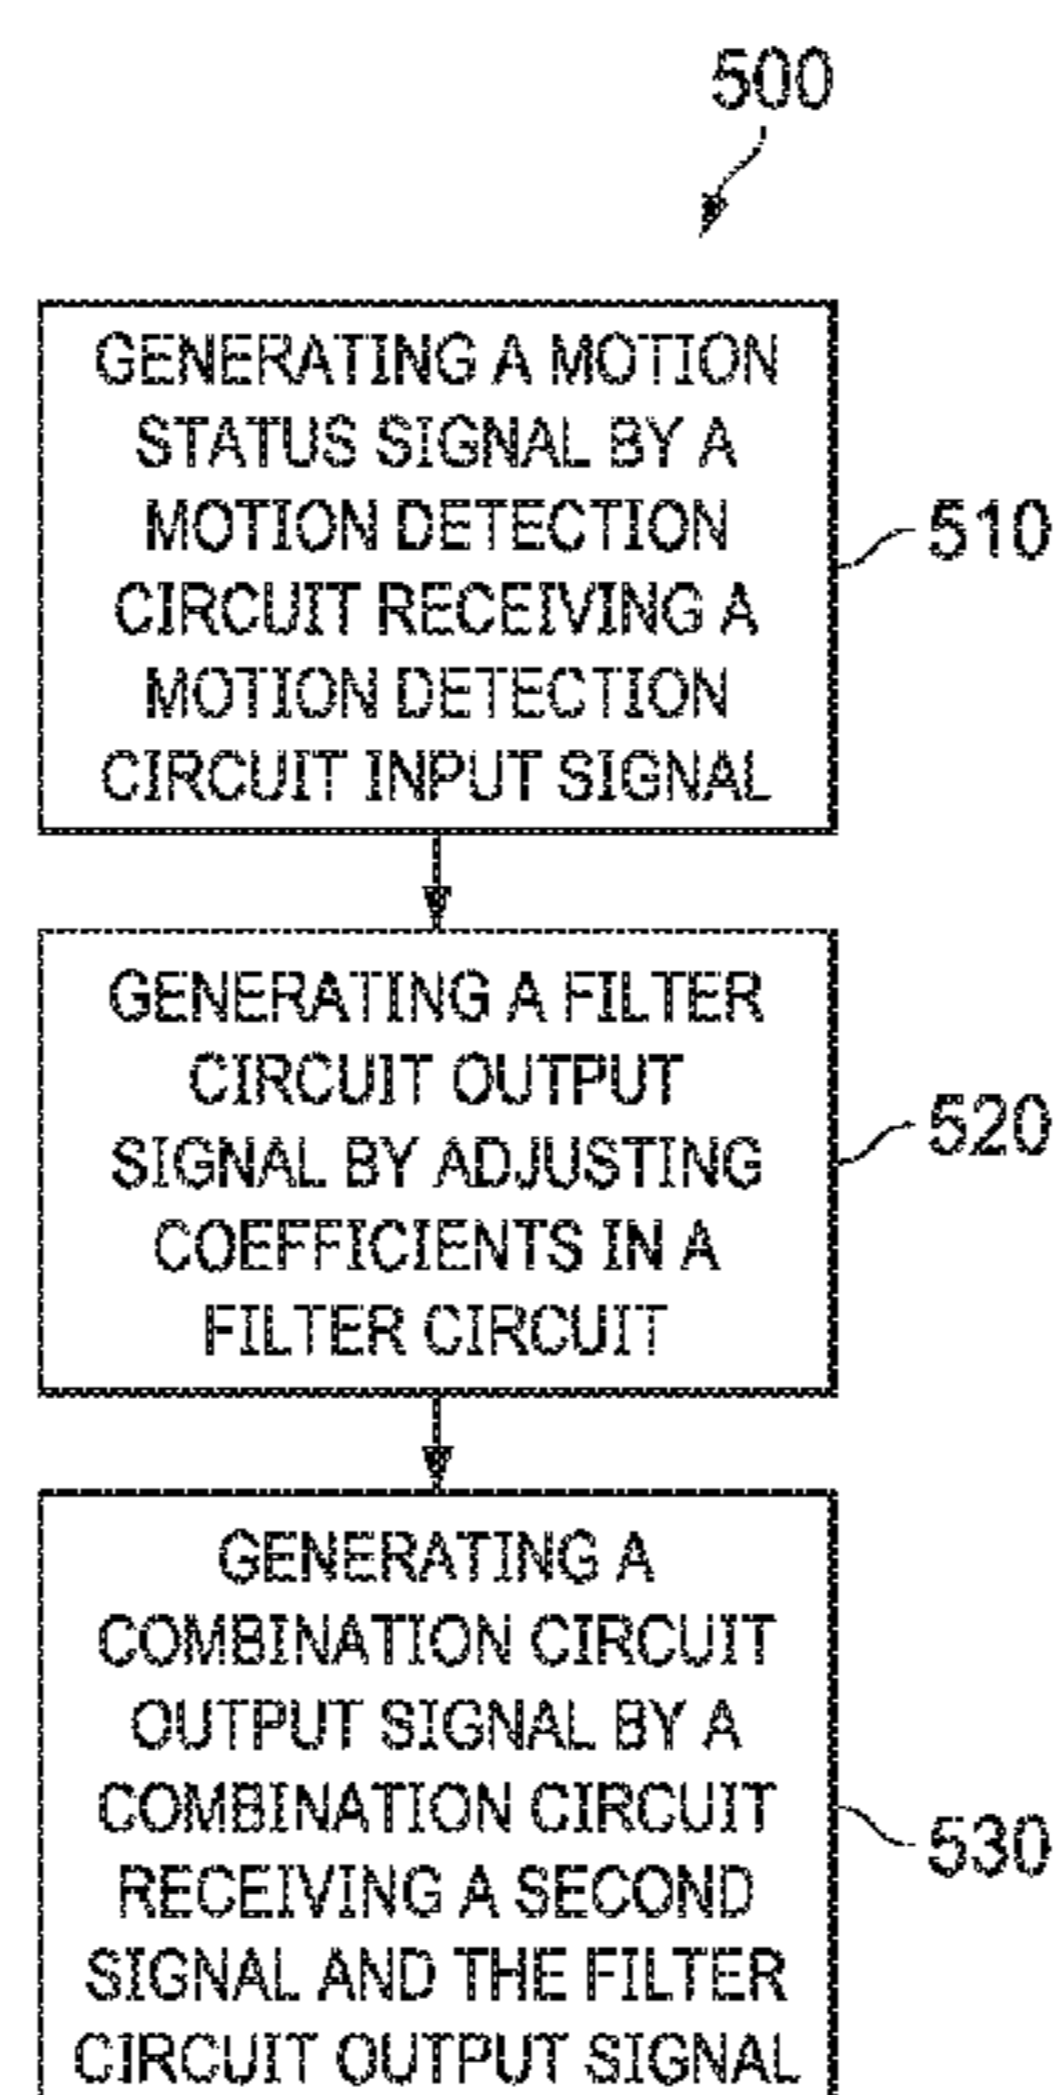 500
GENERATING A MOTION
STATUS SIGNAL BY A
MOTION DETECTION
CIRCUIT RECEIVING A
MOTION DETECTION
CIRCUIT INPUT SIGNAL
510
GENERATING A FILTER
CIRCUIT OUTPUT
SIGNAL BY ADJUSTING
COEFFICIENTS IN A
FILTER CIRCUIT
520
GENERATING A
COMBINATION CIRCUIT
OUTPUT SIGNAL BY A
COMBINATION CIRCUIT
RECEIVING A SECOND
SIGNAL AND THE FILTER
CIRCUIT OUTPUT SIGNAL
530